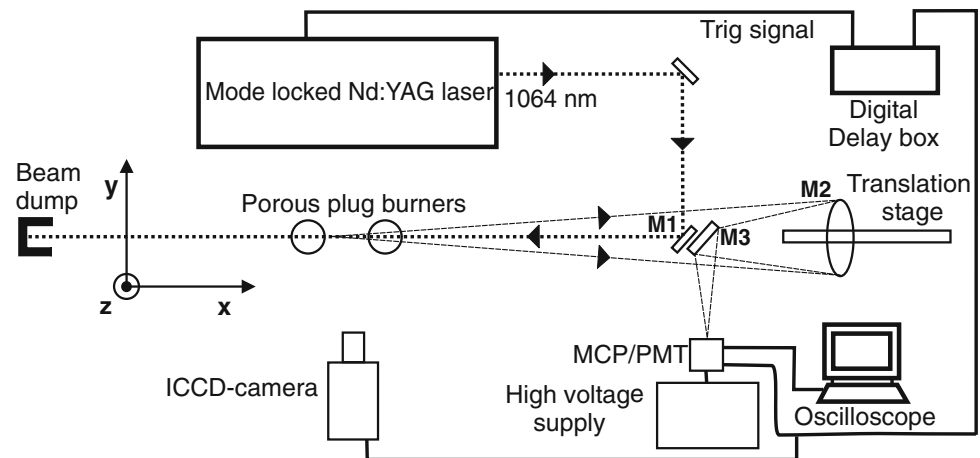 Trig signal
Mode locked Nd:YAG laser
1064 nm
Digital
Delay box
Beam
dump
y
Porous plug burners
M1
M2
Translation
stage
M3
z
x
MCP/PMT
ICCD-camera
High voltage
supply
Oscilloscope